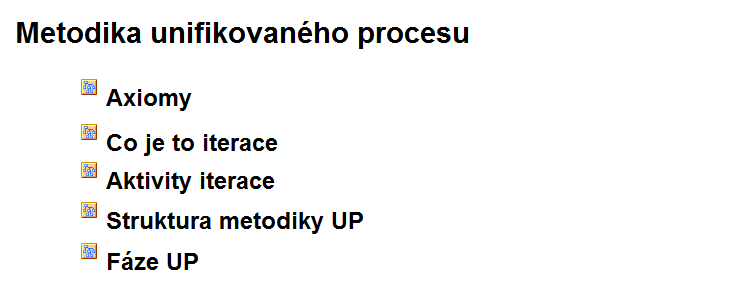 Metodika unifikovaného procesu
Axiomy
Co je to iterace
Aktivity iterace
Struktura metodiky UP
Fáze UP